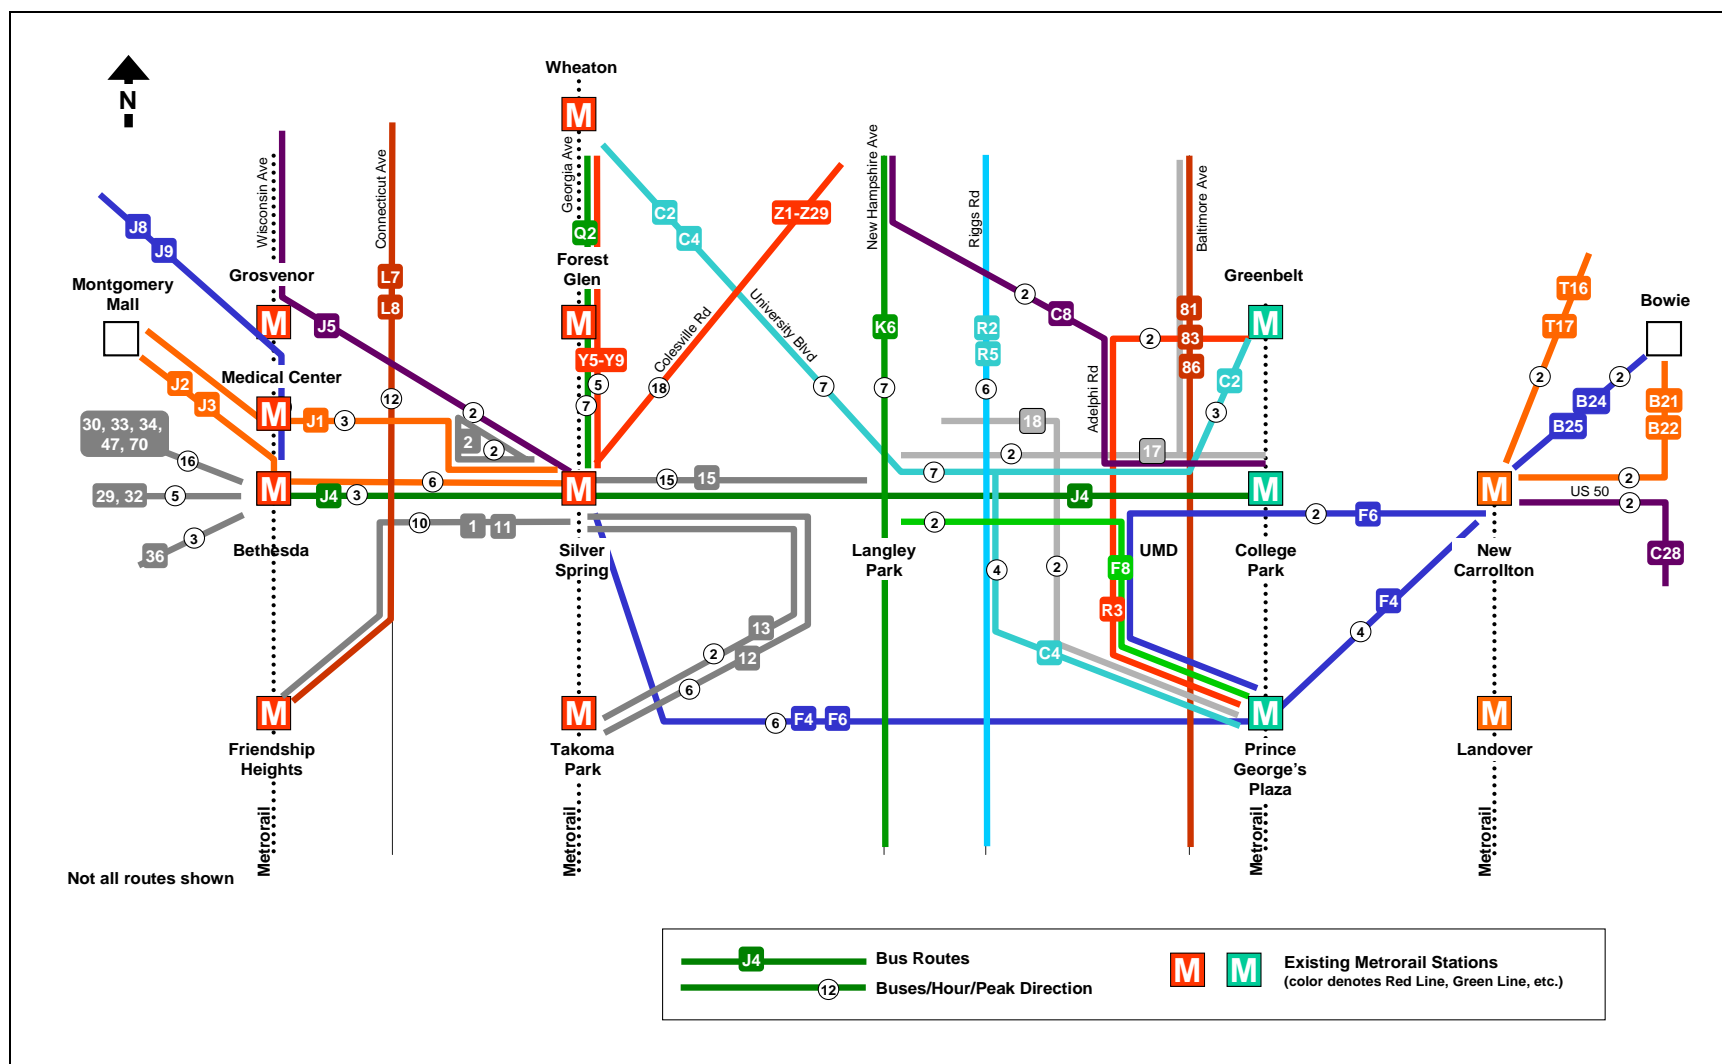 N
Wheaton
M
Wisconsin Ave
Connecticut Ave
Georgia Ave
New Hampshire Ave
Riggs Rd
Baltimore Ave
J8
J9
C2
C4
Z1-Z29
Q2
Grosvenor
Forest
Glen
Greenbelt
Montgomery
Mall
L7
L8
T16
T17
Bowie
2
M
J5
M
Y5-Y9
Colesville Rd
University Blvd
K6
R2
R5
C8
81
83
86
2
M
Medical Center
J2
J3
12
5
7
18
7
7
6
Adelphi Rd
C2
3
2
B24
B25
2
B21
B22
M
J1
3
2
2
2
18
30, 33, 34,
47, 70
16
2
17
29, 32
5
M
6
J4
3
M
15
15
7
J4
M
M
2
US 50
2
36
3
10
1
11
2
2
F6
Bethesda
Silver
Spring
Langley
Park
UMD
College
Park
New
Carrollton
C28
4
2
F8
R3
F4
4
13
12
2
6
C4
M
M
6
F4
F6
M
M
Friendship
Heights
Takoma
Park
Prince
George's
Plaza
Landover
Metrorail
Metrorail
Metrorail
Metrorail
Not all routes shown
J4
Bus Routes
12
Buses/Hour/Peak Direction
M
M
Existing Metrorail Stations
(color denotes Red Line, Green Line, etc.)